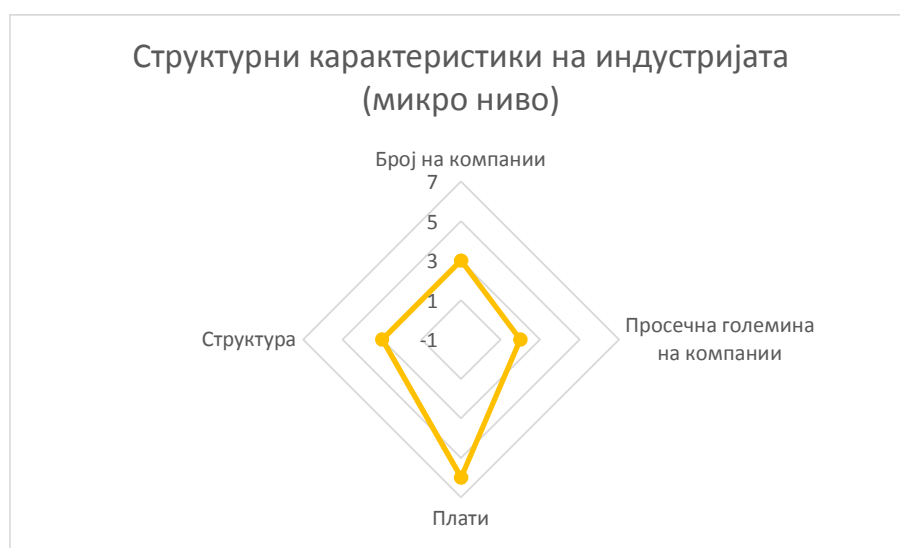 Структурни карактеристики на индустријата
(микро ниво)
Број на компании
7
5
3
1
-1
Структура
Просечна големина
на компании
Плати